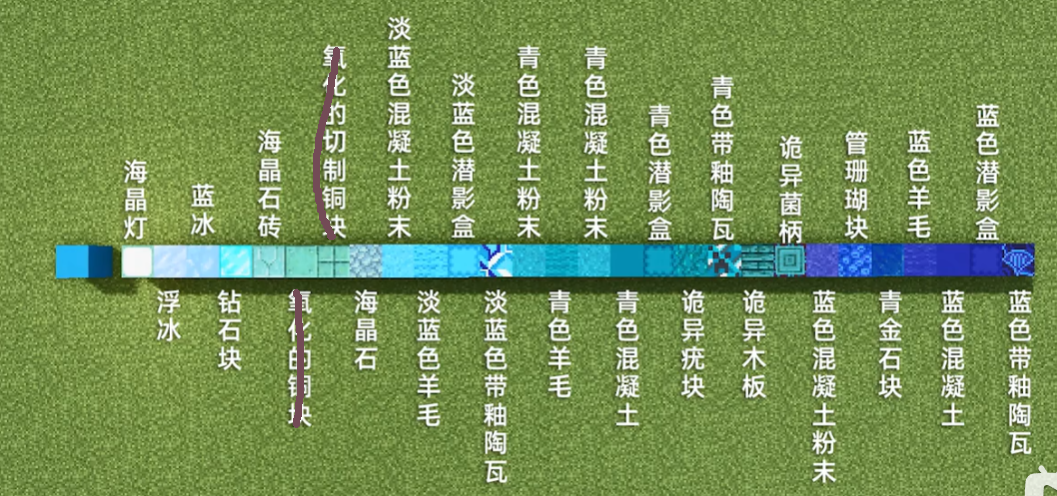 海晶灯
浮冰
蓝冰
钻石块
海晶石砖
氧化的铜块
氧化的切制铜块
海晶石
淡蓝色混凝土粉末
淡蓝色羊毛
淡蓝色潜影盒
淡蓝色带釉陶瓦
青色混凝土粉末
青色羊毛
青色混凝土粉末
青色混凝土
青色潜影盒
诡异疣块
青色带釉陶瓦
诡异木板
诡异菌柄
蓝色混凝土粉末
管珊瑚块
青金石块
蓝色羊毛
蓝色混凝土
蓝色潜影盒
蓝色带釉陶瓦